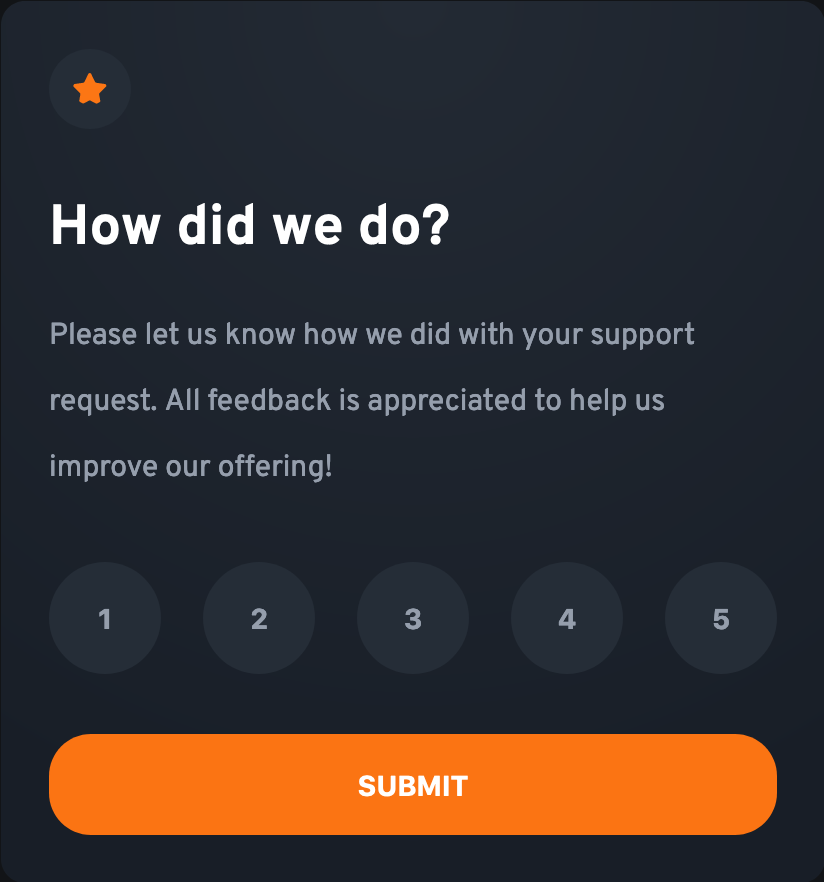 How did we do?
Please let us know how we did with your support
request. All feedback is appreciated to help us
improve our offering!
1 2 3 4 5
SUBMIT